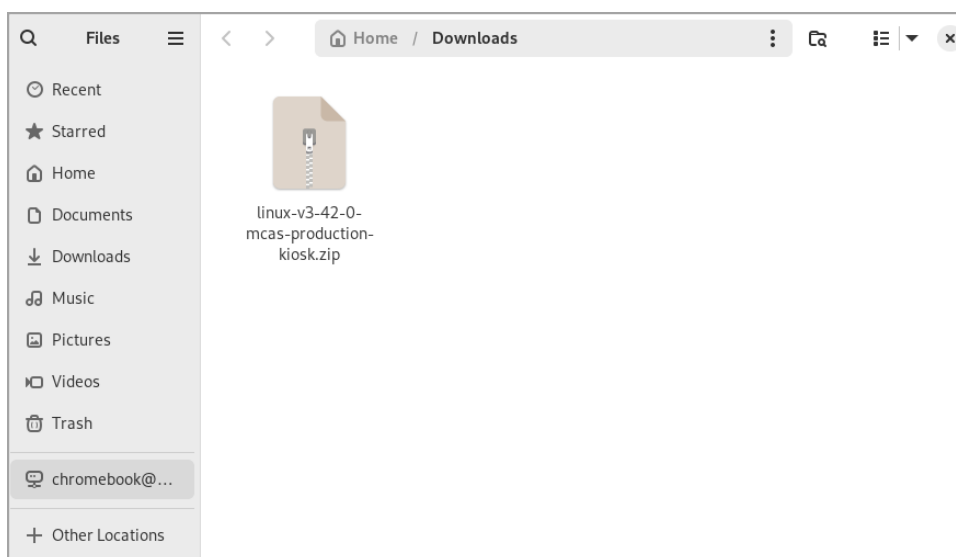 Files
Home / Downloads
Recent
Starred
Home
Documents
Downloads
Music
Pictures
Videos
Trash
chromebook@...
Other Locations
linux-v3-42-0-
mcas-production-
kiosk.zip